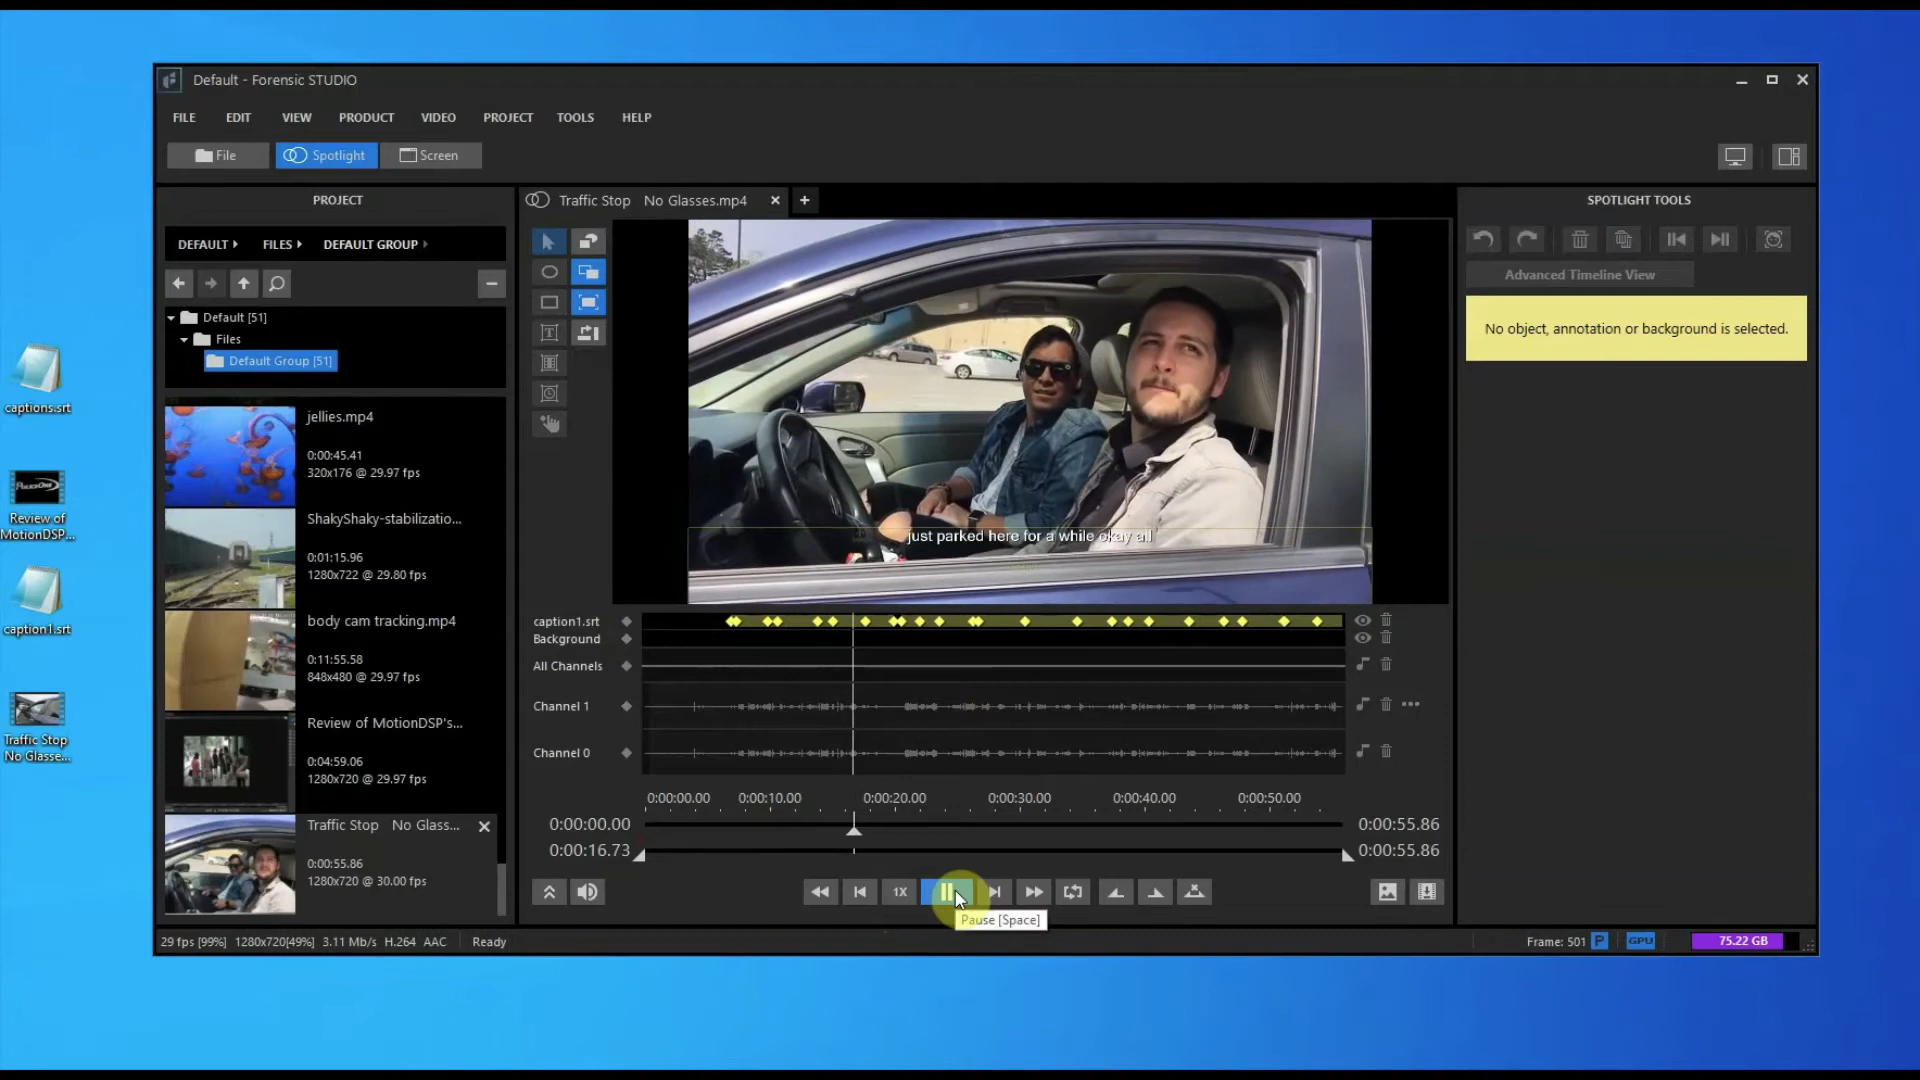 Default - Forensic STUDIO
FILE EDIT VIEW PRODUCT VIDEO PROJECT TOOLS HELP
File Spotlight Screen
PROJECT
DEFAULT FILES DEFAULT GROUP
Default [51]
Files
Default Group [51]
jellies.mp4
0:00:45.41
320x176 @ 29.97 fps
ShakyShaky-stabilizatio...
0:01:15.96
1280x722 @ 29.80 fps
body cam tracking.mp4
0:11:55.58
848x480 @ 29.97 fps
Review of MotionDSP's...
0:04:59.06
1280x720 @ 29.97 fps
Traffic Stop No Glass...
0:00:55.86
1280x720 @ 30.00 fps
captions.srt
PoliceOne
Review of
MotionDSP...
caption1.srt
Traffic Stop
No Glasse...
Traffic Stop No Glasses.mp4
T
just parked here for a while okay all
caption1.srt
Background
All Channels
Channel 1
Channel 0
0:00:00.00 0:00:10.00 0:00:20.00 0:00:30.00 0:00:40.00 0:00:50.00
0:00:00.00 0:00:55.86
0:00:16.73 0:00:55.86
1X
Pause [Space]
SPOTLIGHT TOOLS
Advanced Timeline View
No object, annotation or background is selected.
29 fps [99%] 1280x720[49%] 3.11 Mb/s H.264 AAC Ready
Frame: 501 P GPU 75.22 GB